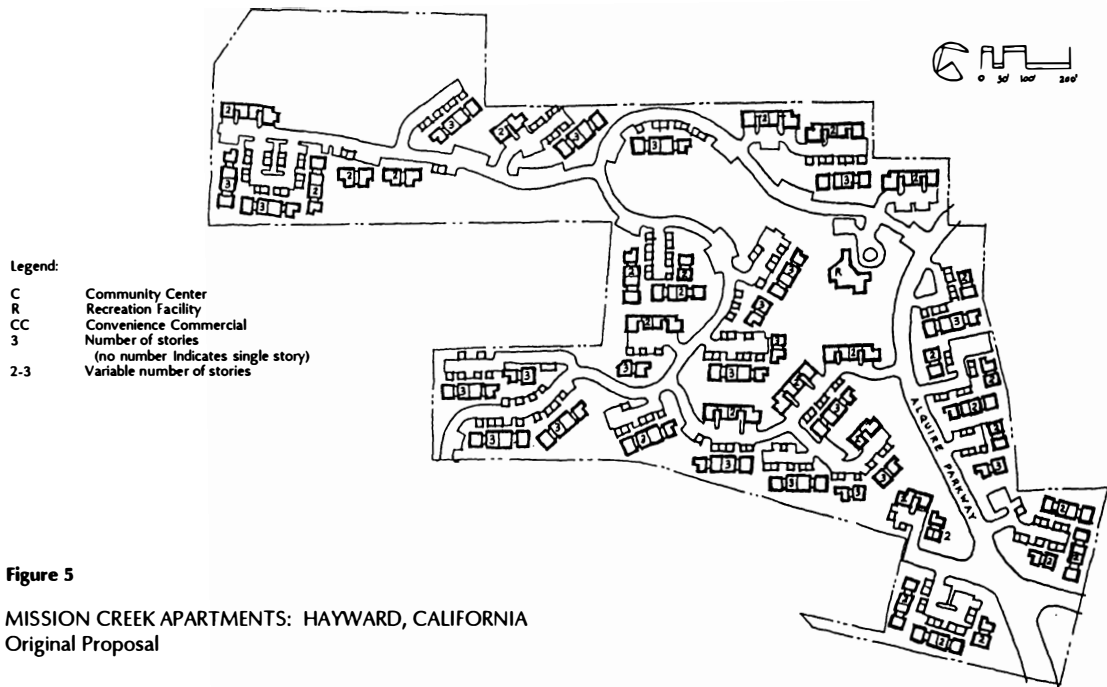 0 50' 100' 200'
Legend:
C Community Center
R Recreation Facility
CC Convenience Commercial
3 Number of stories
(no number Indicates single story)
2-3 Variable number of stories
R
ALQUIRE PARKWAY
2
Figure 5
MISSION CREEK APARTMENTS: HAYWARD, CALIFORNIA
Original Proposal